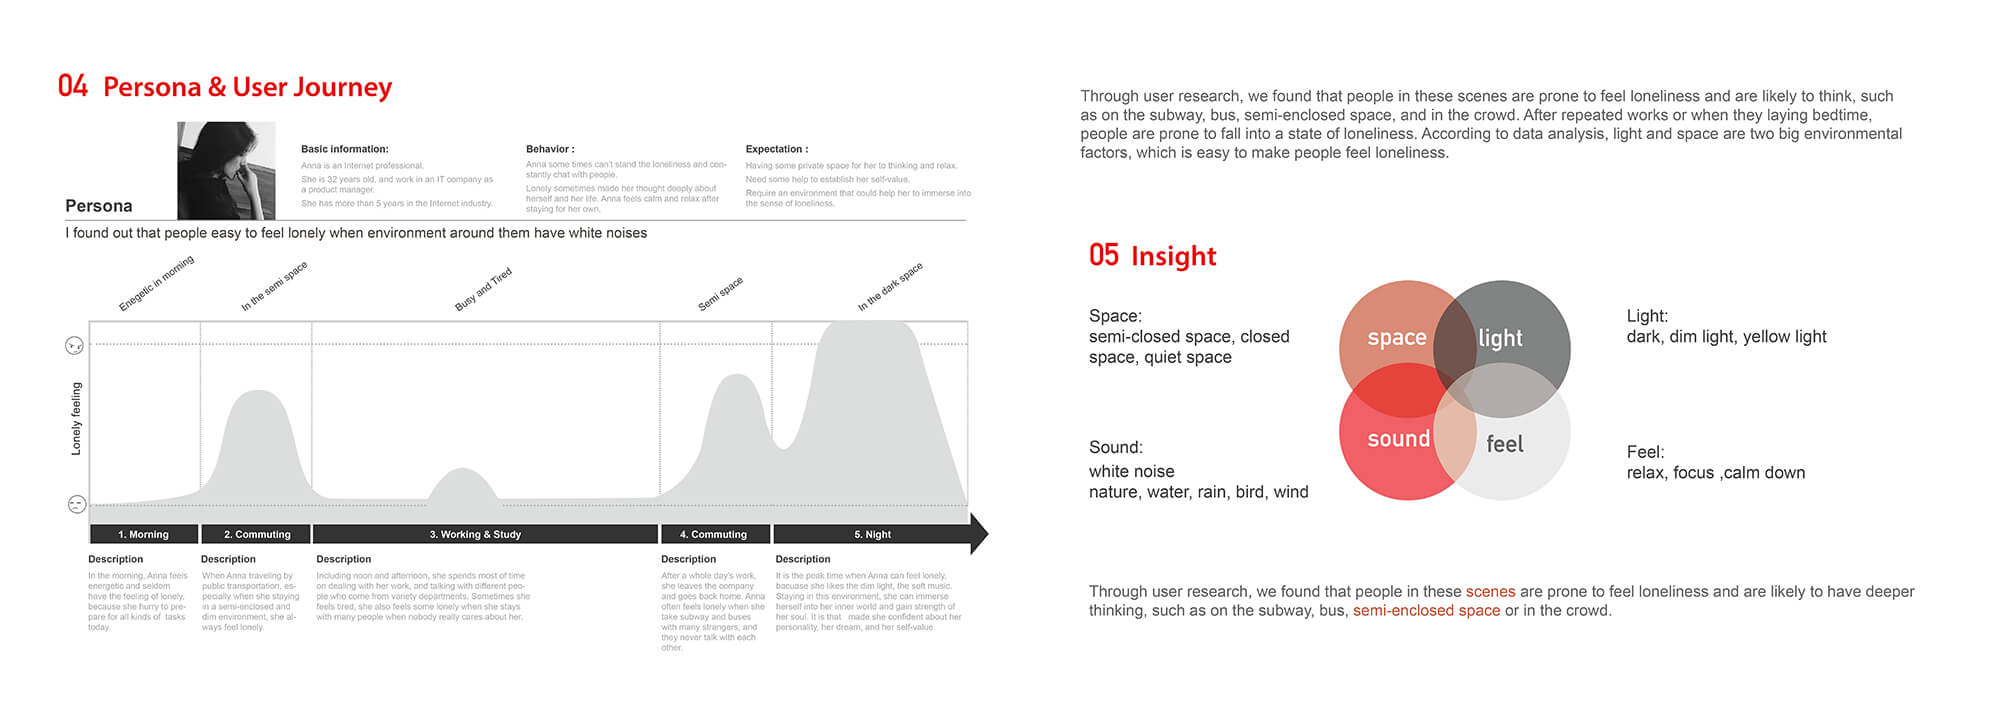 04 Persona & User Journey
Persona
Basic information:
Anna is an Internet professional.
She is 32 years old, and work in an IT company as
a product manager.
She has more than 5 years in the Internet industry.
Behavior :
Anna some times can't stand the loneliness and con-
stantly chat with people.
Lonely sometimes made her thought deeply about
herself and her life. Anna feels calm and relax after
staying for her own.
Expectation :
Having some private space for her to thinking and relax.
Need some help to establish her self-value.
Require an environment that could help her to immerse into
the sense of loneliness.
I found out that people easy to feel lonely when environment around them have white noises
Enegetic in morning
In the semi space
Busy and Tired
Semi space
In the dark space
Lonely feeling
1. Morning
2. Commuting
3. Working & Study
4. Commuting
5. Night
Description
In the morning, Anna feels
energetic and seldom
have the feeling of lonely,
because she hurry to pre-
pare for all kinds of tasks
today.
Description
When Anna traveling by
public transportation, es-
pecially when she staying
in a semi-enclosed and
dim environment, she al-
ways feel lonely.
Description
Including noon and afternoon, she spends most of time
on dealing with her work, and talking with different peo-
ple who come from variety departments. Sometimes she
feels tired, she also feels some lonely when she stays
with many people when nobody really cares about her.
Description
After a whole day's work,
she leaves the company
and goes back home. Anna
often feels lonely when she
take subway and buses
with many strangers, and
they never talk with each
other.
Description
It is the peak time when Anna can feel lonely,
bacuase she likes the dim light, the soft music.
Staying in this environment, she can immerse
herself into her inner world and gain strength of
her soul. It is that made she confident about her
personality, her dream, and her self-value.
Through user research, we found that people in these scenes are prone to feel loneliness and are likely to think, such
as on the subway, bus, semi-enclosed space, and in the crowd. After repeated works or when they laying bedtime,
people are prone to fall into a state of loneliness. According to data analysis, light and space are two big environmental
factors, which is easy to make people feel loneliness.
05 Insight
Space:
semi-closed space, closed
space, quiet space
Sound:
white noise
nature, water, rain, bird, wind
space
light
sound
feel
Light:
dark, dim light, yellow light
Feel:
relax, focus ,calm down
Through user research, we found that people in these scenes are prone to feel loneliness and are likely to have deeper
thinking, such as on the subway, bus, semi-enclosed space or in the crowd.